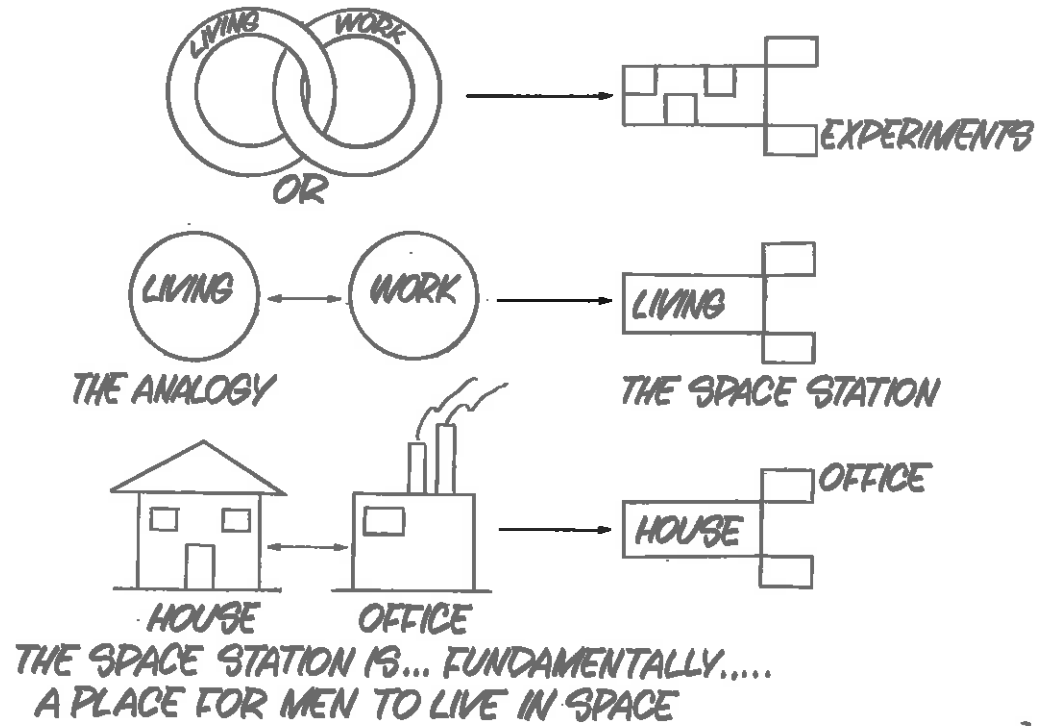 LIVING WORK
EXPERIMENTS
OR
LIVING WORK LIVING
THE ANALOGY THE SPACE STATION
OFFICE
HOUSE
HOUSE OFFICE
THE SPACE STATION IS... FUNDAMENTALLY.....
A PLACE FOR MEN TO LIVE IN SPACE